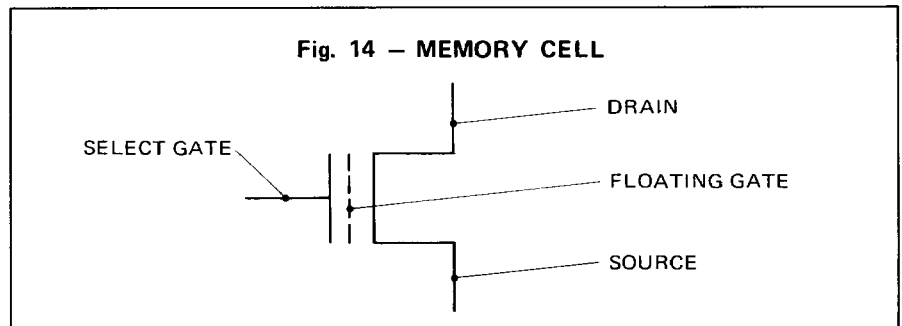 Fig. 14 — MEMORY CELL
DRAIN
SELECT GATE
FLOATING GATE
SOURCE